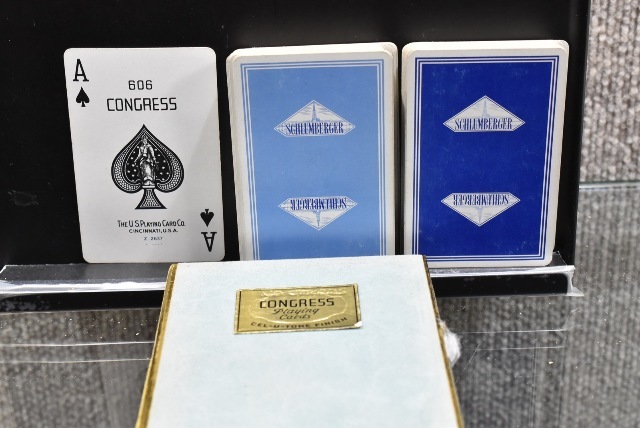 A
606
CONGRESS
THE U.S. PLAYING CARD CO.
CINCINNATI, U.S.A.
A
SCHLUMBERGER
SCHLUMBERGER
SCHLUMBERGER
SCHLUMBERGER
CONGRESS
Playing
Cards
CEL-U-TONE FINISH